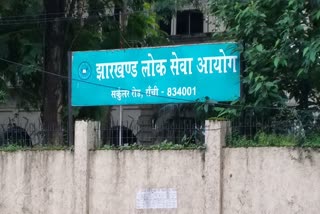 झारखण्ड लोक सेवा आयोग
सर्कुलर रोड, राँची - 834001